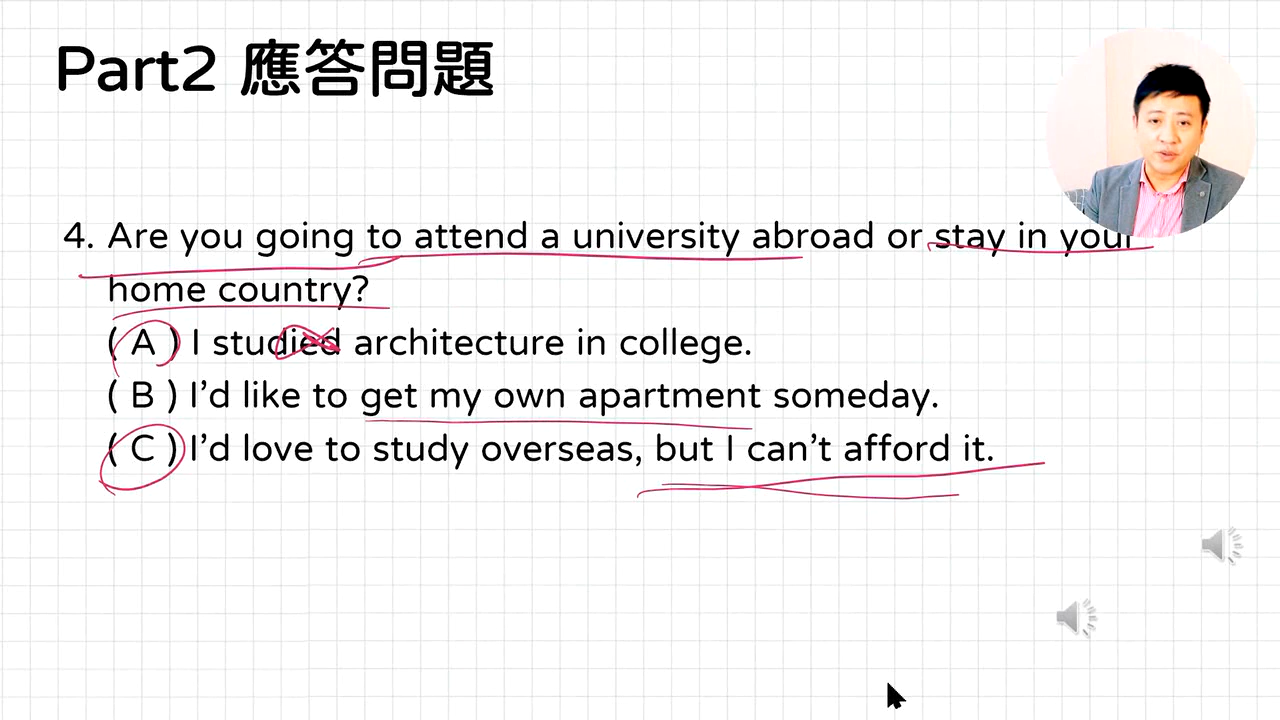 Part2 應答問題
4. Are you going to attend a university abroad or stay in your
home country?
( A ) I studied architecture in college.
( B ) I'd like to get my own apartment someday.
( C ) I'd love to study overseas, but I can't afford it.